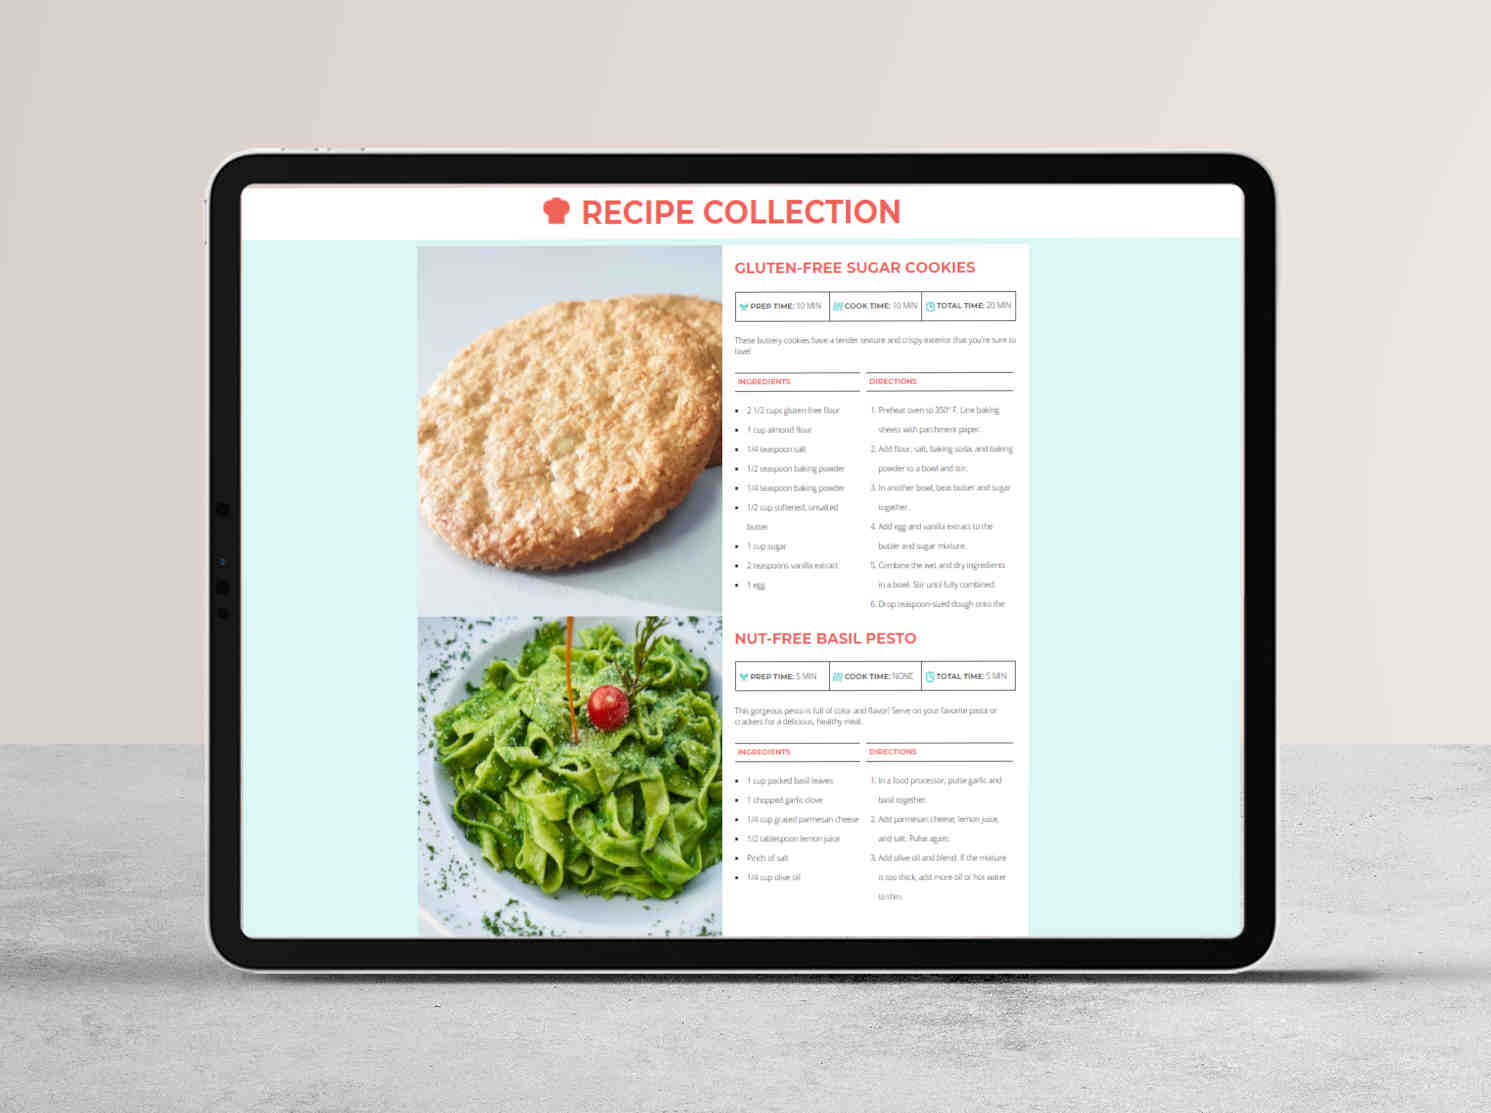 RECIPE COLLECTION
GLUTEN-FREE SUGAR COOKIES
PREP TIME: 10 MIN COOK TIME: 10 MIN TOTAL TIME: 20 MIN
These buttery cookies have a tender texture and crispy exterior that you're sure to
love!
INGREDIENTS
2 1/2 cups gluten free flour
1 cup almond flour
1/4 teaspoon salt
1/2 teaspoon baking powder
1/4 teaspoon baking powder
1/2 cup softened, unsalted
butter
1 cup sugar
2 teaspoons vanilla extract
1 egg
DIRECTIONS
1. Preheat oven to 350° F. Line baking
sheets with parchment paper.
2. Add flour, salt, baking soda, and baking
powder to a bowl and stir.
3. In another bowl, beat butter and sugar
together.
4. Add egg and vanilla extract to the
butter and sugar mixture.
5. Combine the wet and dry ingredients
in a bowl. Stir until fully combined.
6. Drop teaspoon-sized dough onto the
NUT-FREE BASIL PESTO
PREP TIME: 5 MIN COOK TIME: NONE TOTAL TIME: 5 MIN
This gorgeous pesto is full of color and flavor! Serve on your favorite pasta or
crackers for a delicious, healthy meal.
INGREDIENTS
1 cup packed basil leaves
1 chopped garlic clove
1/4 cup grated parmesan cheese
1/2 tablespoon lemon juice
Pinch of salt
1/4 cup olive oil
DIRECTIONS
1. In a food processor, pulse garlic and
basil together.
2. Add parmesan cheese, lemon juice,
and salt. Pulse again.
3. Add olive oil and blend. If the mixture
is too thick, add more oil or hot water
to thin.